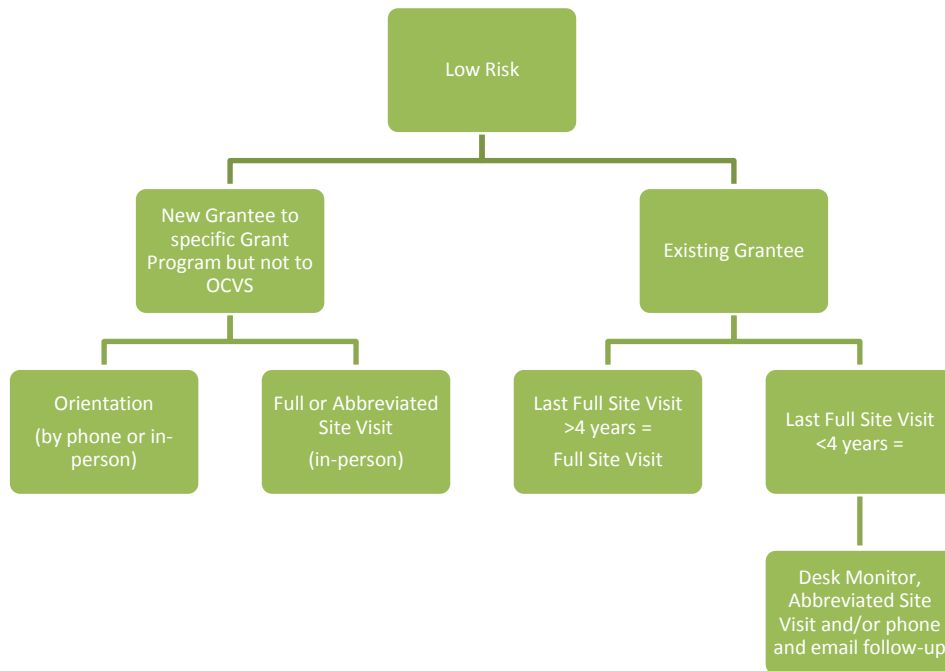 Low Risk
New Grantee to
specific Grant
Program but not to
OCVS
Existing Grantee
Orientation
(by phone or in-
person)
Full or Abbreviated
Site Visit
(in-person)
Last Full Site Visit
>4 years =
Full Site Visit
Last Full Site Visit
<4 years =
Desk Monitor,
Abbreviated Site
Visit and/or phone
and email follow-up